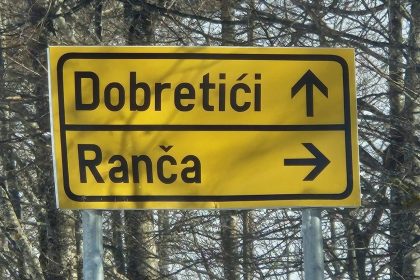 Dobretići ↑
Ranča →